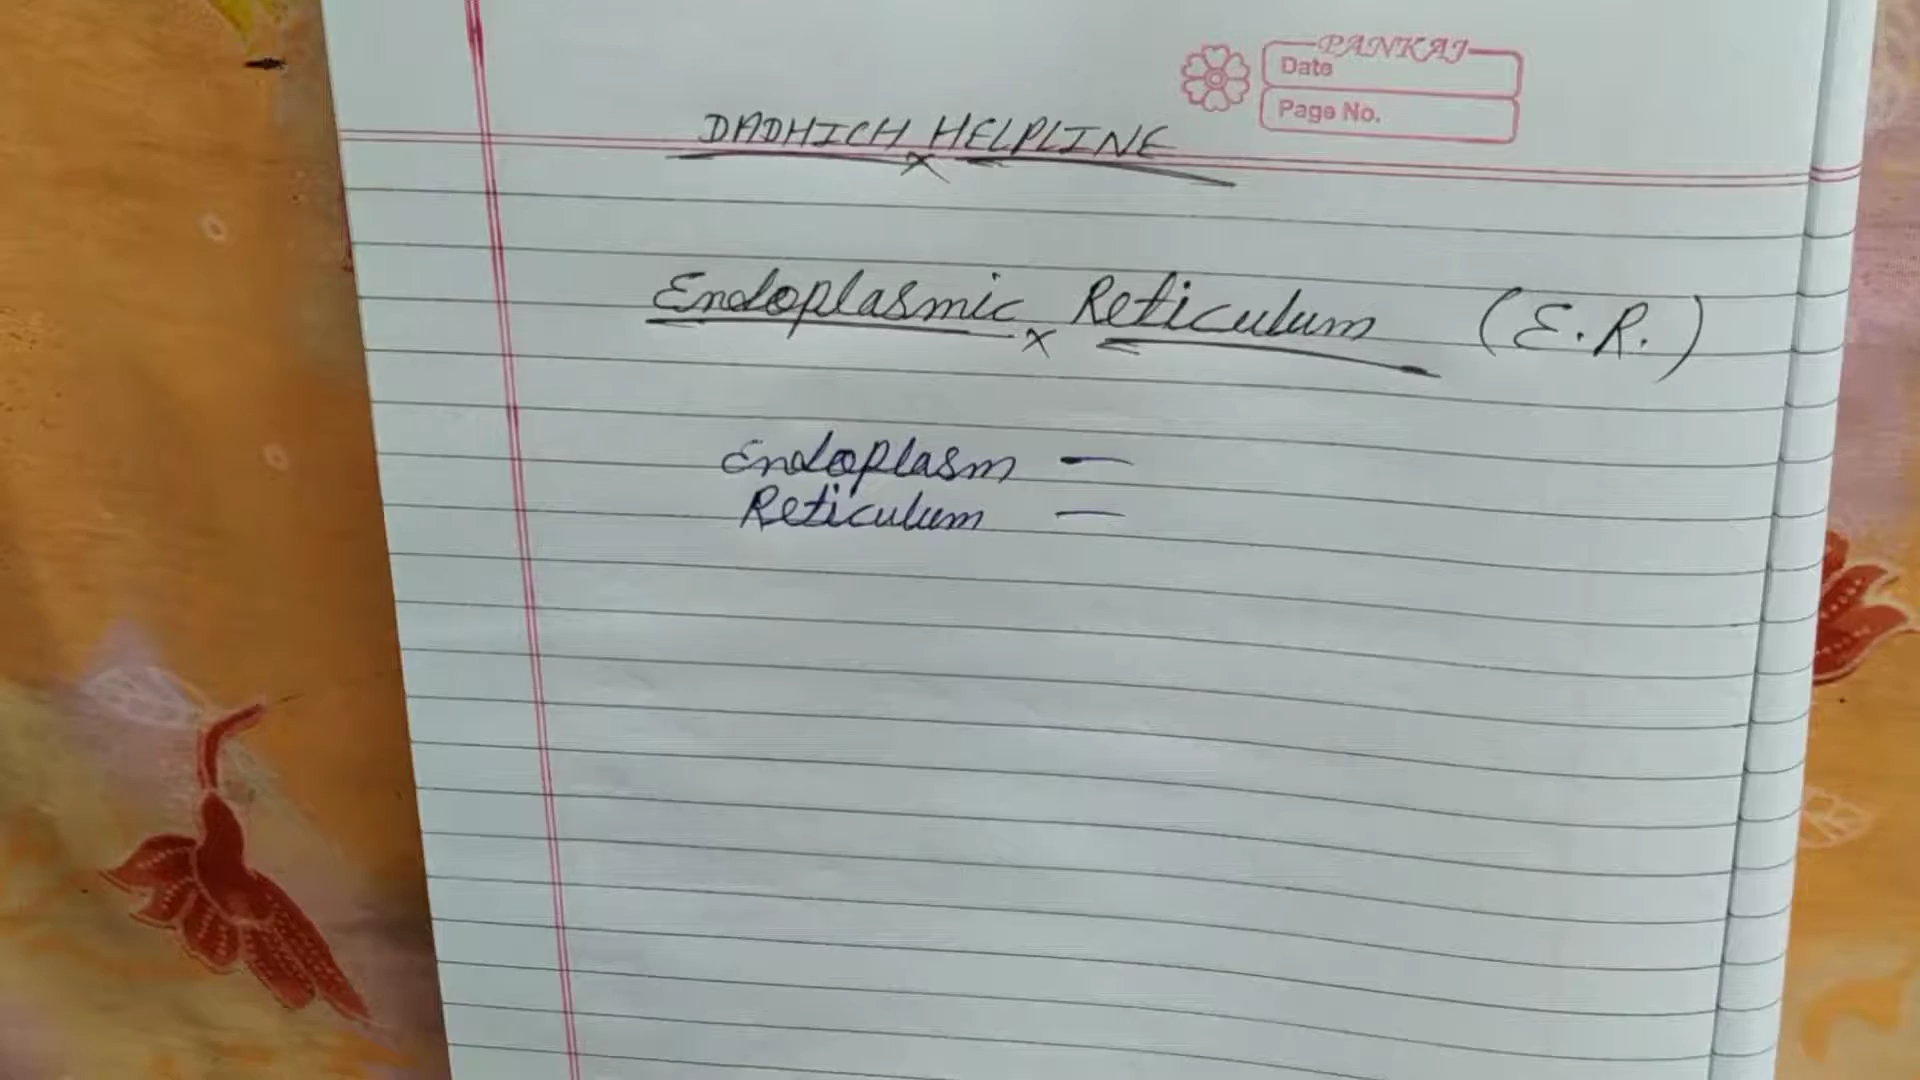 PANKAJ
Date
Page No.
DADHICH HELPLINE
Endoplasmic Reticulum (E.R.)
Endoplasm —
Reticulum —